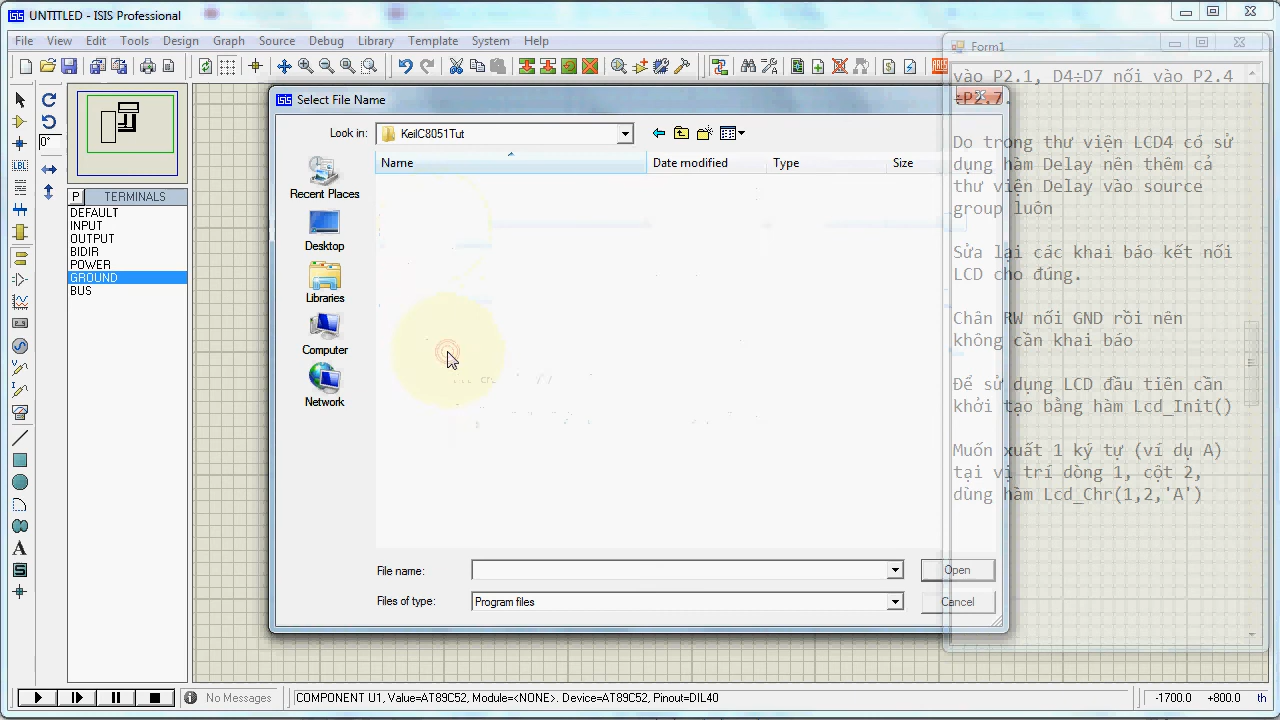 UNTITLED - ISIS Professional
File View Edit Tools Design Graph Source Debug Library Template System Help
Form1
vào P2.1, D4÷D7 nối vào P2.4
÷P2.7.
Do trong thư viện LCD4 có sử
dụng hàm Delay nên thêm cả
thư viện Delay vào source
group luôn
Sửa lại các khai báo kết nối
LCD cho đúng.
Chân RW nối GND rồi nên
không cần khai báo
Để sử dụng LCD đầu tiên cần
khởi tạo bằng hàm Lcd_Init()
Muốn xuất 1 ký tự (ví dụ A)
tại vị trí dòng 1, cột 2,
dùng hàm Lcd_Chr(1,2,'A')
Select File Name
Look in: KeilC8051Tut
Name Date modified Type Size
Recent Places
Desktop
Libraries
Computer
Network
File name:
Open
Files of type: Program files
Cancel
0°
LBL
P TERMINALS
DEFAULT
INPUT
OUTPUT
BIDIR
POWER
GROUND
BUS
ARES
No Messages COMPONENT U1, Value=AT89C52, Module=<NONE>. Device=AT89C52, Pinout=DIL40 -1700.0 +800.0 th